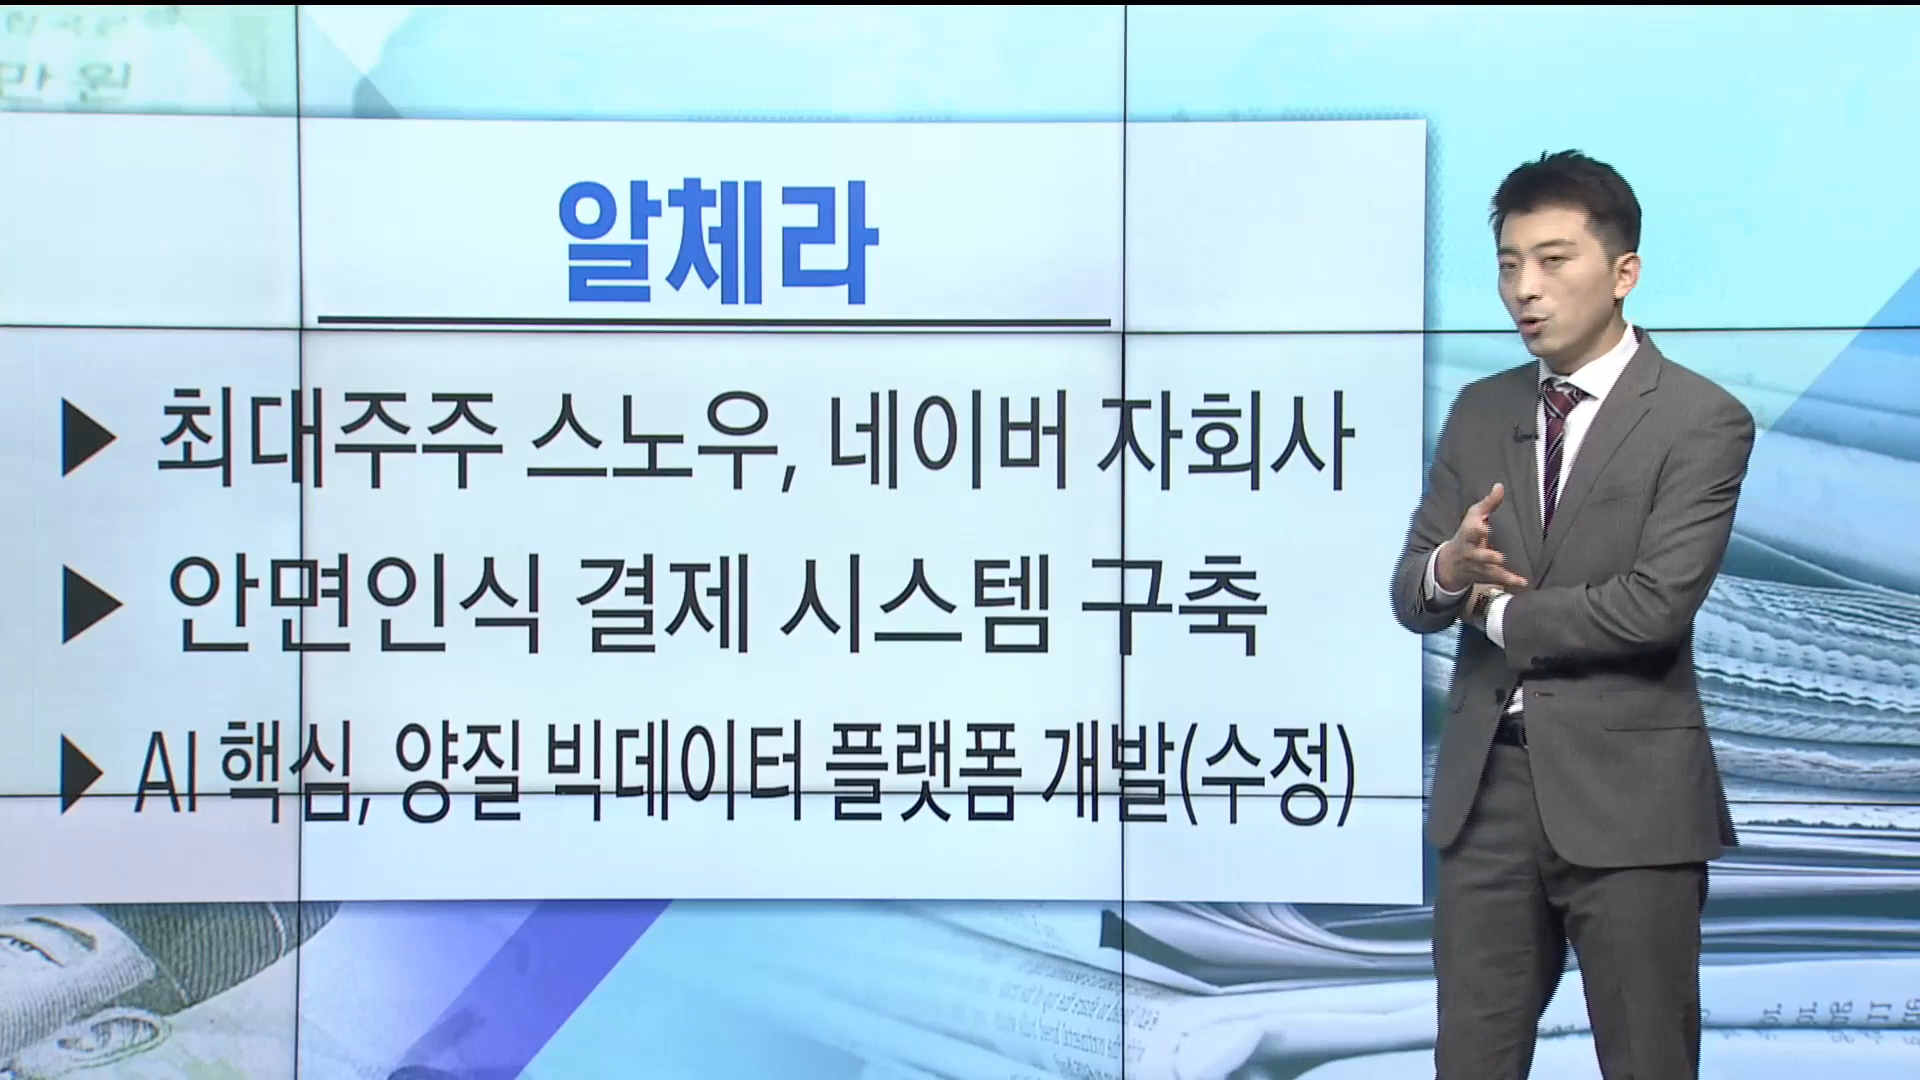 만 원
알체라
▶ 최대주주 스노우, 네이버 자회사
▶ 안면인식 결제 시스템 구축
▶ AI 핵심, 양질 빅데이터 플랫폼 개발(수정)